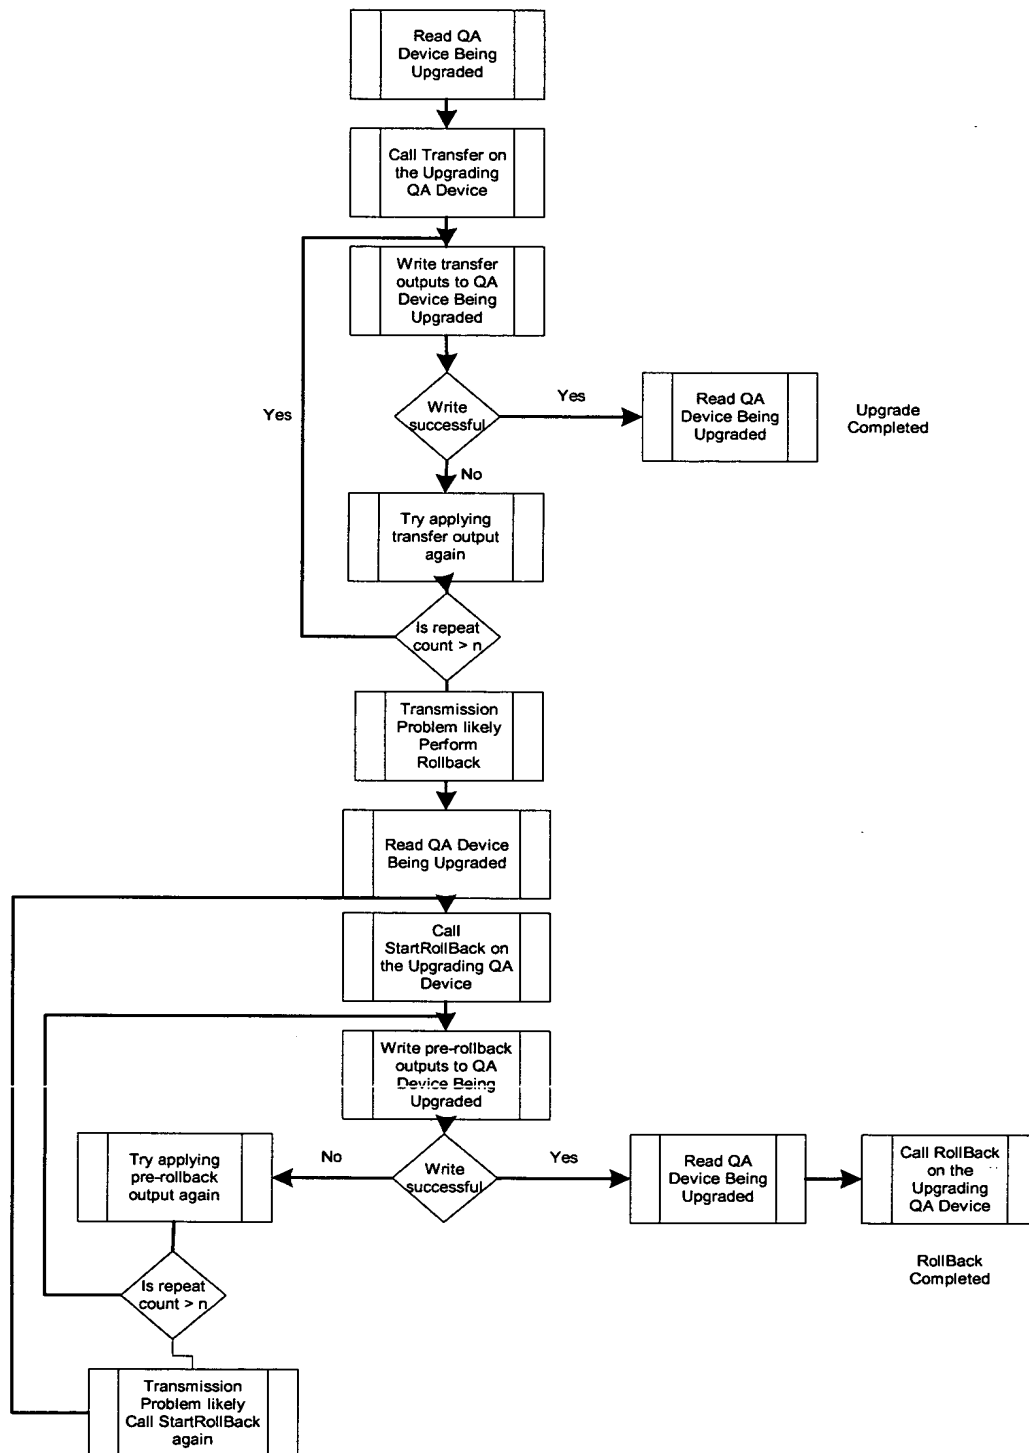 Read QA
Device Being
Upgraded
Call Transfer on
the Upgrading
QA Device
Write transfer
outputs to QA
Device Being
Upgraded
Write
successful
Yes
Read QA
Device Being
Upgraded
Upgrade
Completed
Yes
No
Try applying
transfer output
again
Is repeat
count > n
Transmission
Problem likely
Perform
Rollback
Read QA Device
Being Upgraded
Call
StartRollBack on
the Upgrading QA
Device
Write pre-rollback
outputs to QA
Device Being
Upgraded
Write
successful
No
Try applying
pre-rollback
output again
Yes
Read QA
Device Being
Upgraded
Call RollBack
on the
Upgrading
QA Device
RollBack
Completed
Is repeat
count > n
Transmission
Problem likely
Call StartRollBack
again